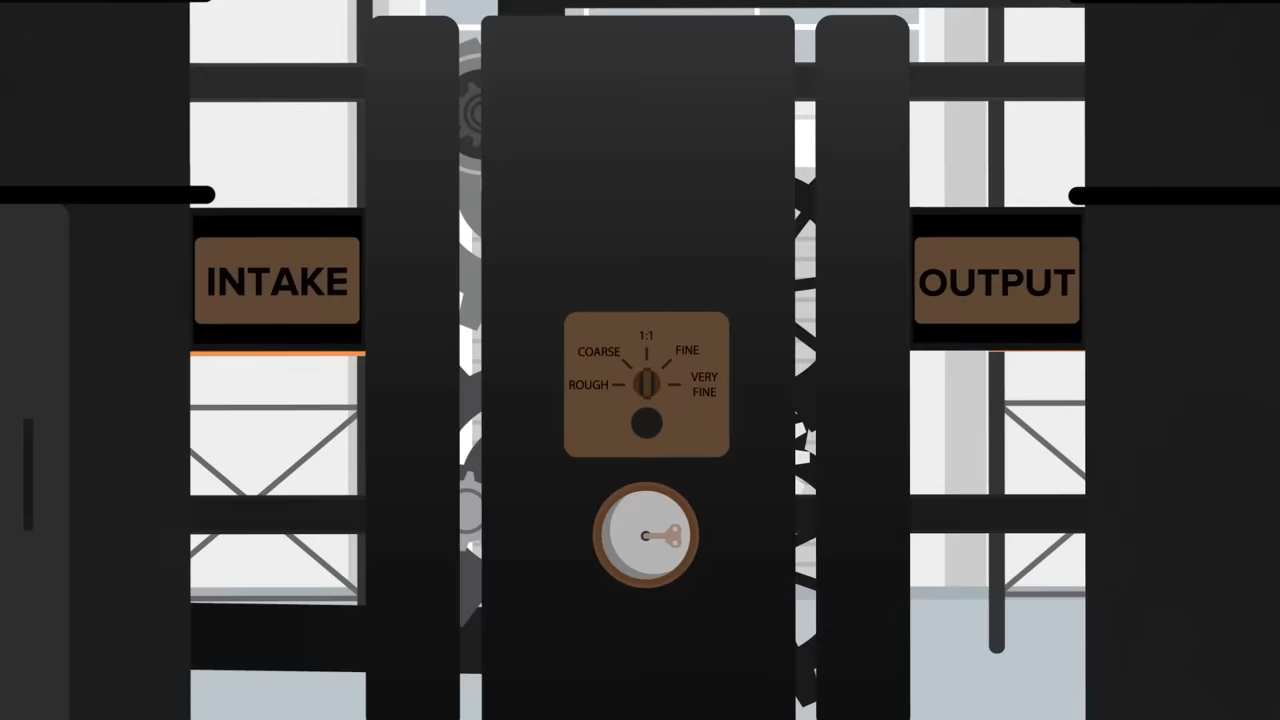 INTAKE
OUTPUT
1:1
COARSE
FINE
ROUGH
VERY
FINE